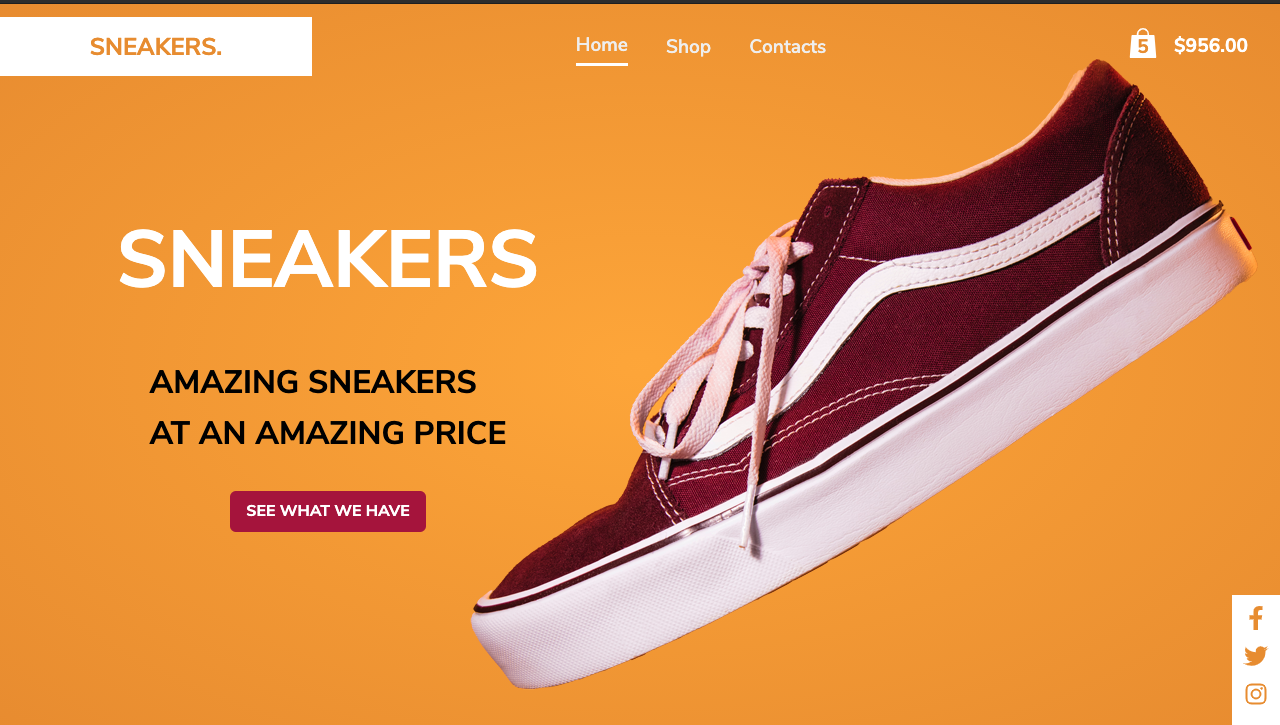 SNEAKERS.
Home
Shop
Contacts
5
$956.00
SNEAKERS
AMAZING SNEAKERS
AT AN AMAZING PRICE
SEE WHAT WE HAVE